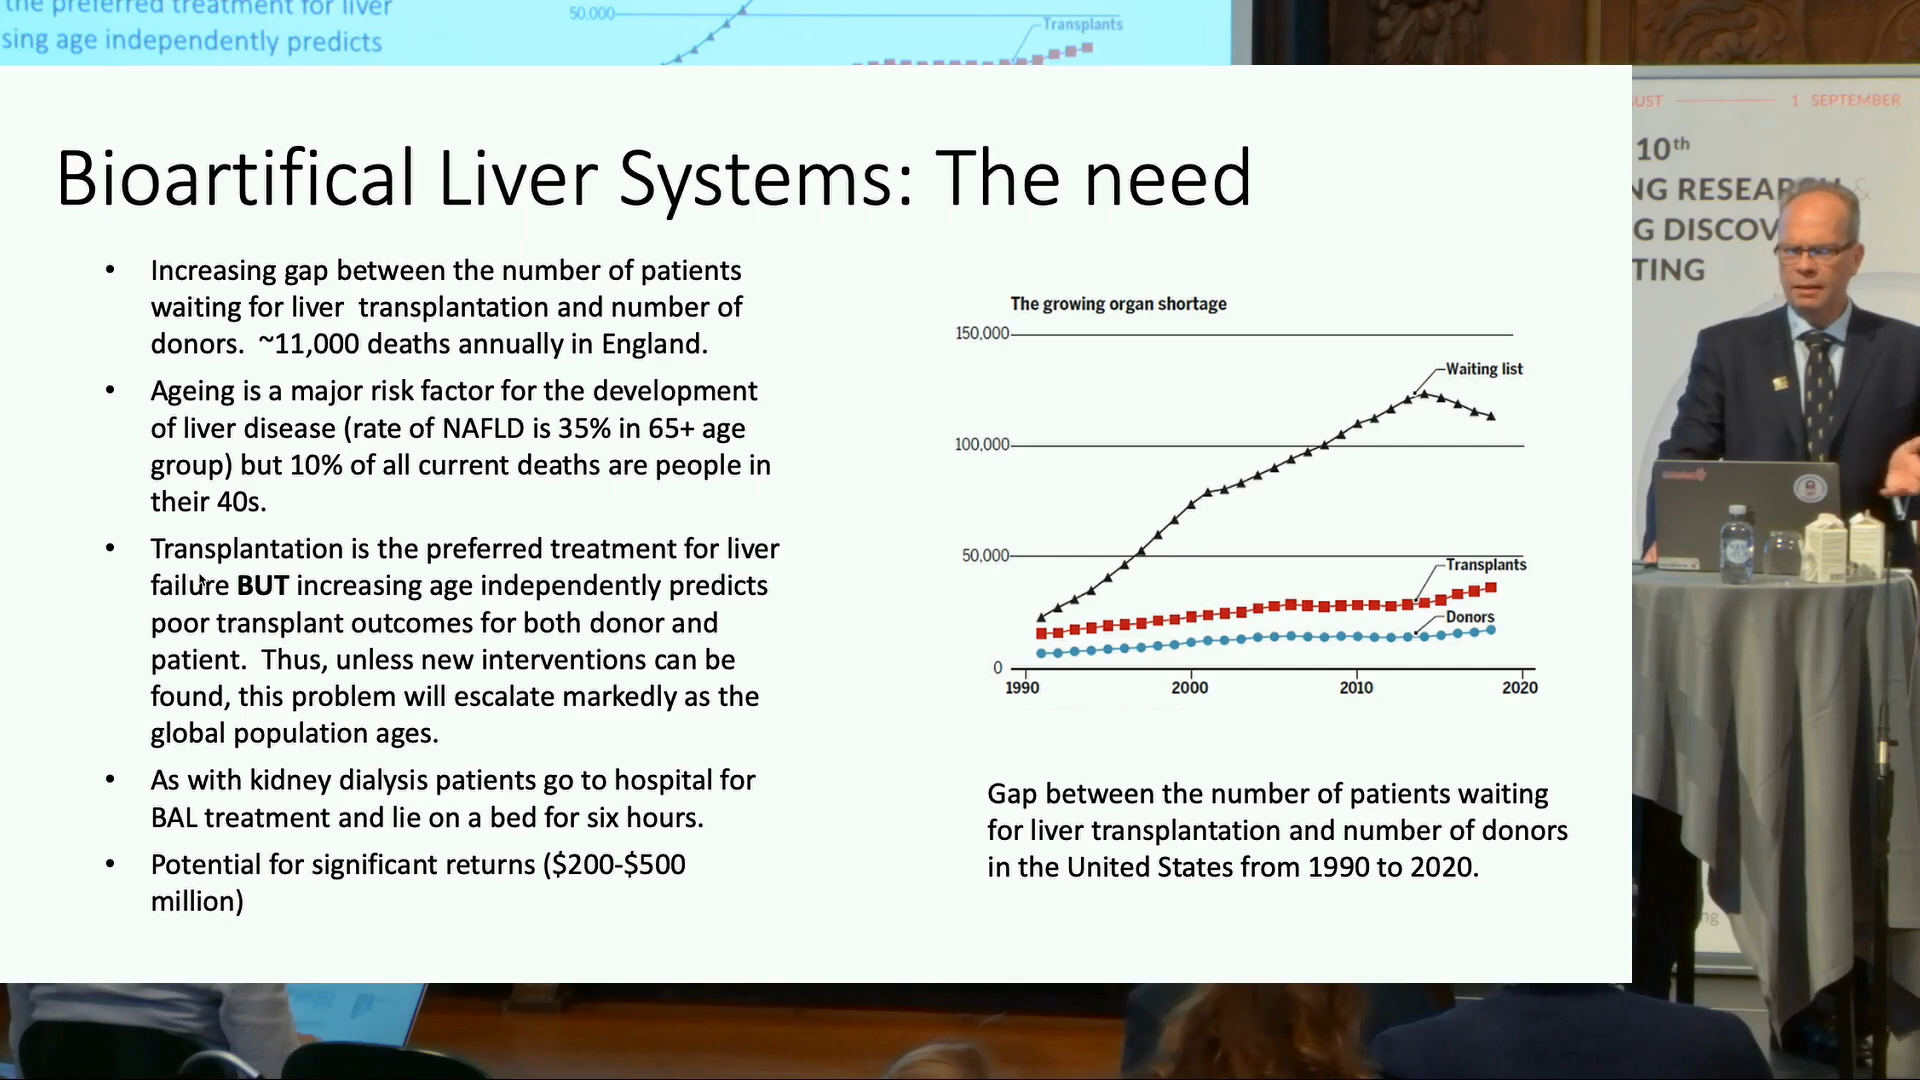 the preferred treatment for liver
sing age independently predicts
50,000
Transplants
UST
1 SEPTEMBER
10th
NG RESEARCH &
G DISCOV
TING
Bioartifical Liver Systems: The need
• Increasing gap between the number of patients
waiting for liver transplantation and number of
donors. ~11,000 deaths annually in England.
• Ageing is a major risk factor for the development
of liver disease (rate of NAFLD is 35% in 65+ age
group) but 10% of all current deaths are people in
their 40s.
• Transplantation is the preferred treatment for liver
failure BUT increasing age independently predicts
poor transplant outcomes for both donor and
patient. Thus, unless new interventions can be
found, this problem will escalate markedly as the
global population ages.
• As with kidney dialysis patients go to hospital for
BAL treatment and lie on a bed for six hours.
• Potential for significant returns ($200-$500
million)
The growing organ shortage
150,000
Waiting list
100,000
50,000
Transplants
Donors
0
1990 2000 2010 2020
Gap between the number of patients waiting
for liver transplantation and number of donors
in the United States from 1990 to 2020.
ng